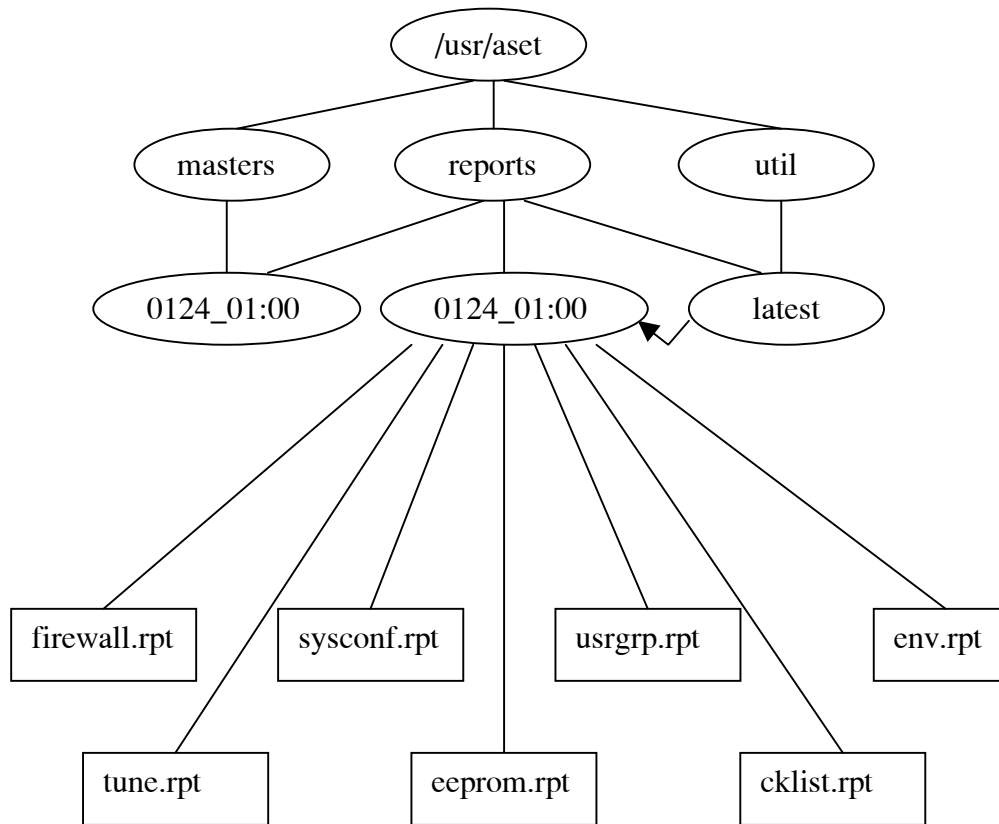 /usr/aset
masters
reports
util
0124_01:00
0124_01:00
latest
firewall.rpt
sysconf.rpt
usrgrp.rpt
env.rpt
tune.rpt
eeprom.rpt
cklist.rpt